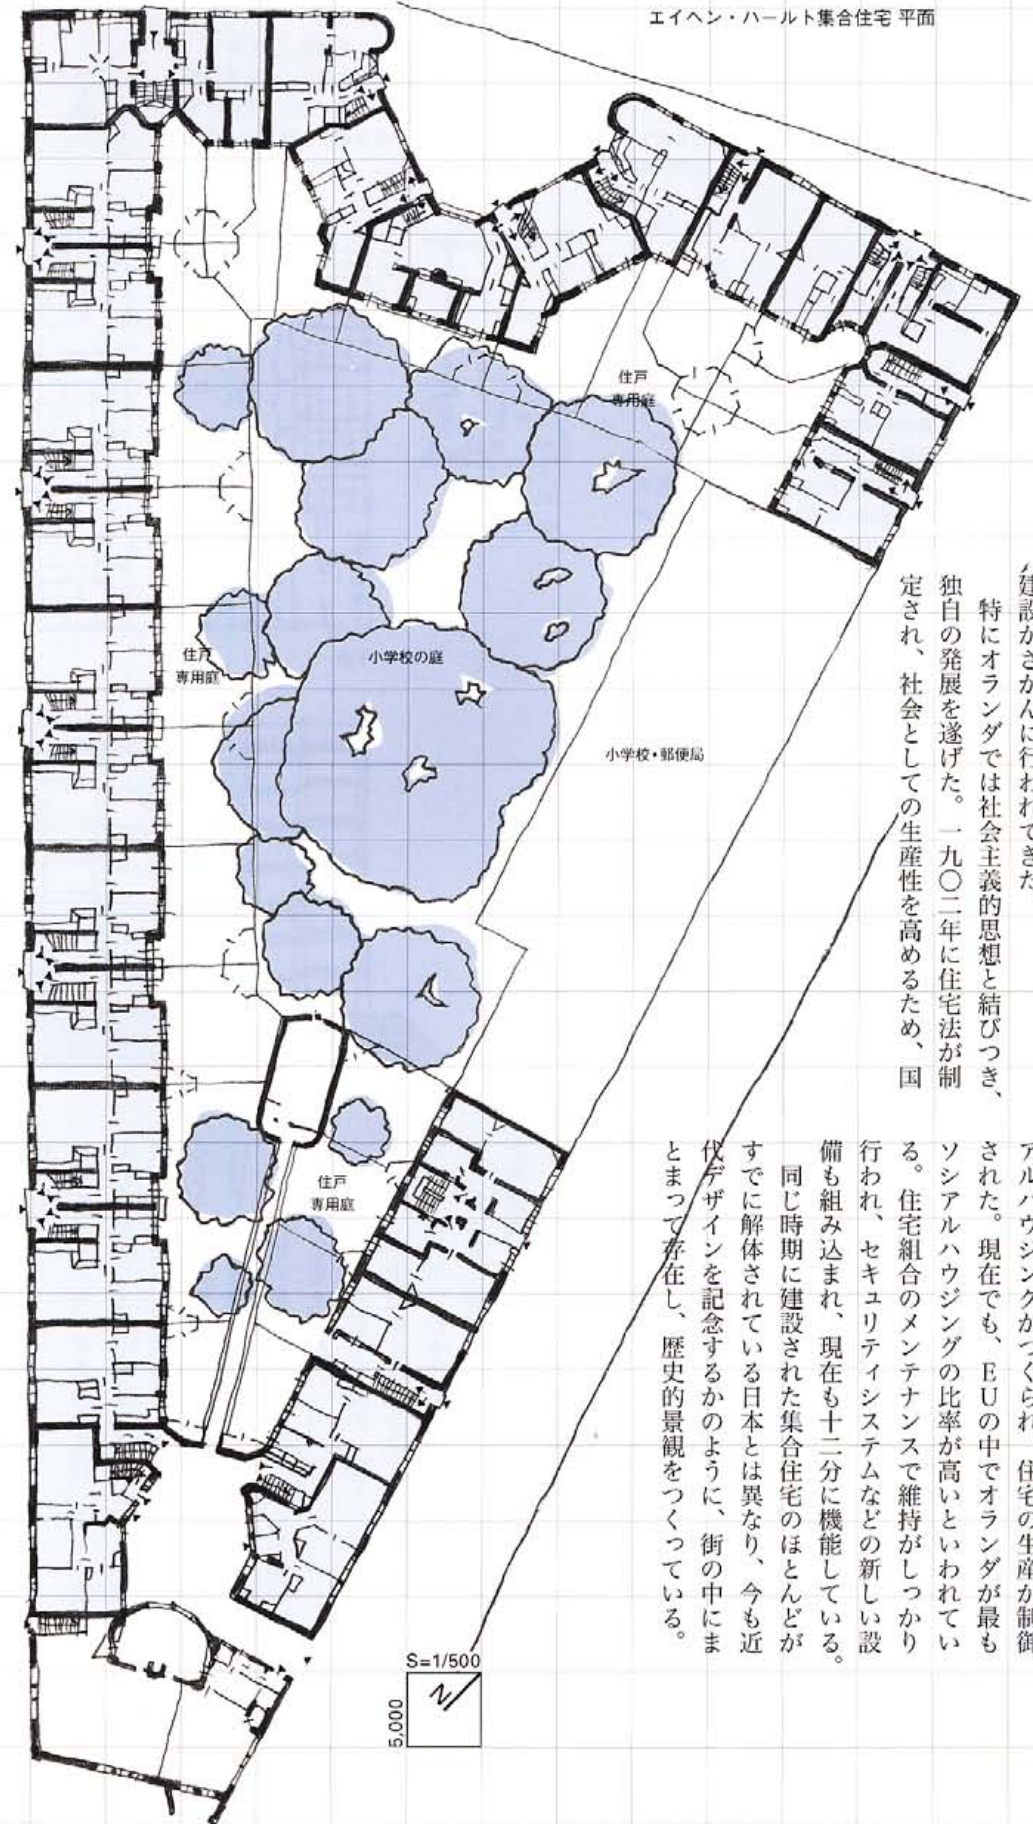 エイヘン・ハールト集合住宅 平面
住戸
専用庭
住戸
専用庭
小学校の庭
小学校・郵便局
住戸
専用庭
建設がさかんに行われてきた
特にオランダでは社会主義的思想と結びつき、
独自の発展を遂げた。一九〇二年に住宅法が制
定され、社会としての生産性を高めるため、国
アルハウジングがつくられ、住宅の生産が制御
された。現在でも、EUの中でオランダが最も
ソシアルハウジングの比率が高いといわれてい
る。住宅組合のメンテナンスで維持がしっかり
行われ、セキュリティシステムなどの新しい設
備も組み込まれ、現在も十二分に機能している。
同じ時期に建設された集合住宅のほとんどが
すでに解体されている日本とは異なり、今も近
代デザインを記念するかのように、街の中にま
とまって存在し、歴史的景観をつくっている。
S=1/500
N
5,000